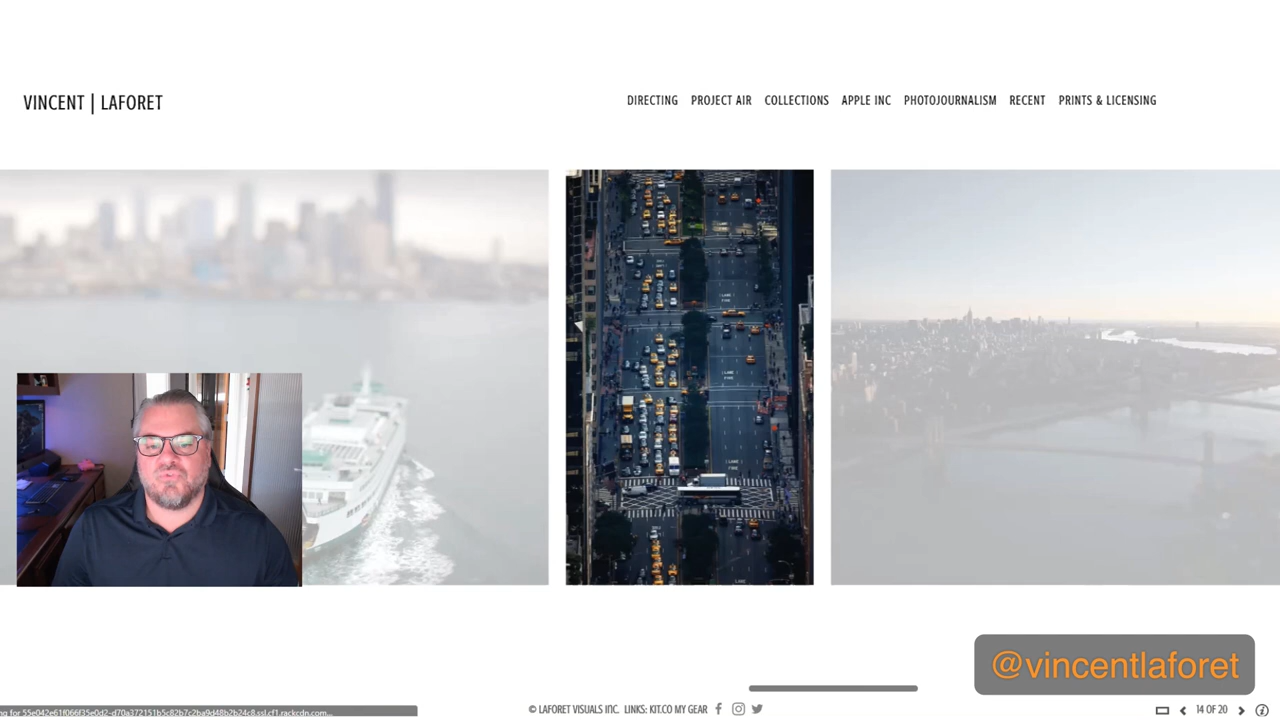 VINCENT | LAFORET
DIRECTING PROJECT AIR COLLECTIONS APPLE INC PHOTOJOURNALISM RECENT PRINTS & LICENSING
@vincentlaforet
© LAFORET VISUALS INC. LINKS: KIT.CO MY GEAR
14 OF 20